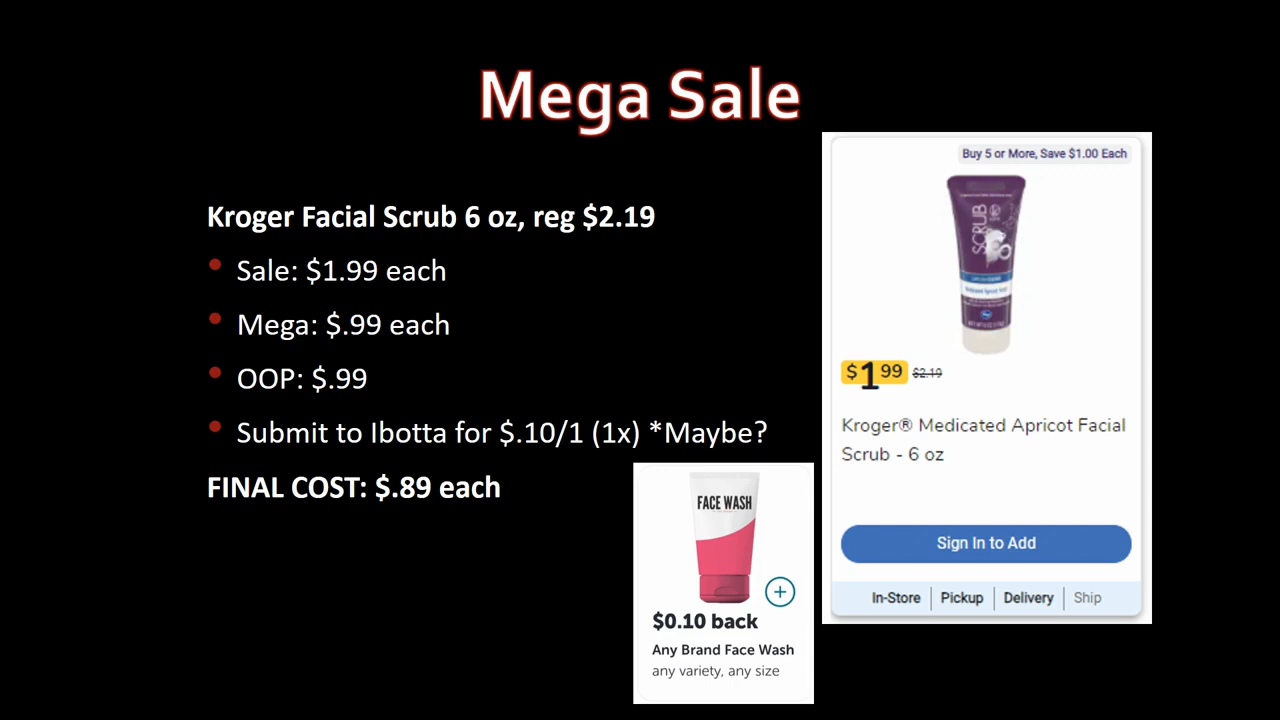 Mega Sale
Kroger Facial Scrub 6 oz, reg $2.19
• Sale: $1.99 each
• Mega: $.99 each
• OOP: $.99
• Submit to Ibotta for $.10/1 (1x) *Maybe?
FINAL COST: $.89 each
FACE WASH
$0.10 back
Any Brand Face Wash
any variety, any size
Buy 5 or More, Save $1.00 Each
SCRUB
$1 99 $2.19
Kroger® Medicated Apricot Facial
Scrub - 6 oz
Sign In to Add
In-Store Pickup Delivery Ship